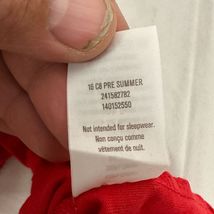 16 C8 PRE SUMMER
241582782
140152550
Not intended for sleepwear.
Non conçu comme
vêtement de nuit.